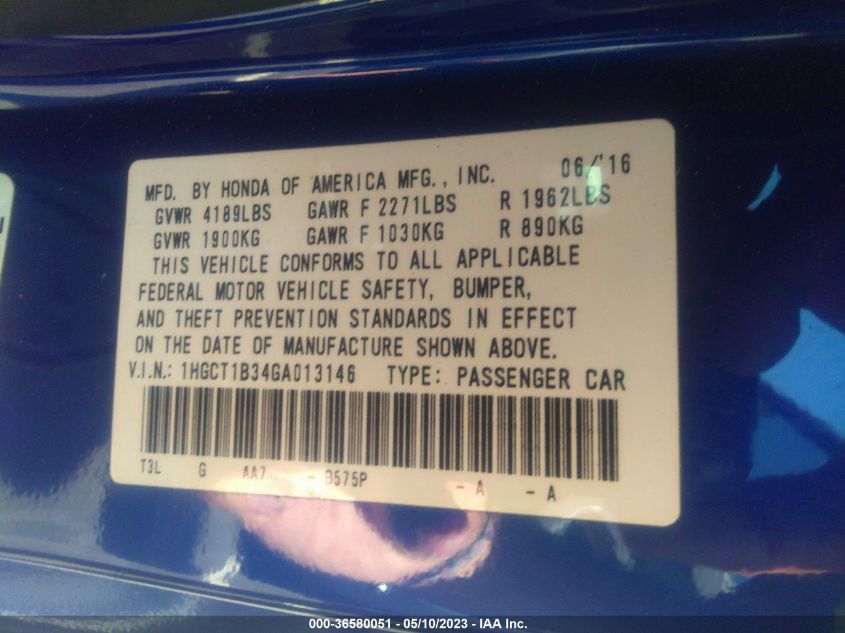 MFD. BY HONDA OF AMERICA MFG., INC. 06/'16
GVWR 4189LBS GAWR F 2271LBS R 1962LBS
GVWR 1900KG GAWR F 1030KG R 890KG
THIS VEHICLE CONFORMS TO ALL APPLICABLE
FEDERAL MOTOR VEHICLE SAFETY, BUMPER,
AND THEFT PREVENTION STANDARDS IN EFFECT
ON THE DATE OF MANUFACTURE SHOWN ABOVE.
V.I.N.: 1HGCT1B34GA013146 TYPE: PASSENGER CAR
T3L G AA7 - B575P - A - A
000-36580051 - 05/10/2023 - IAA Inc.